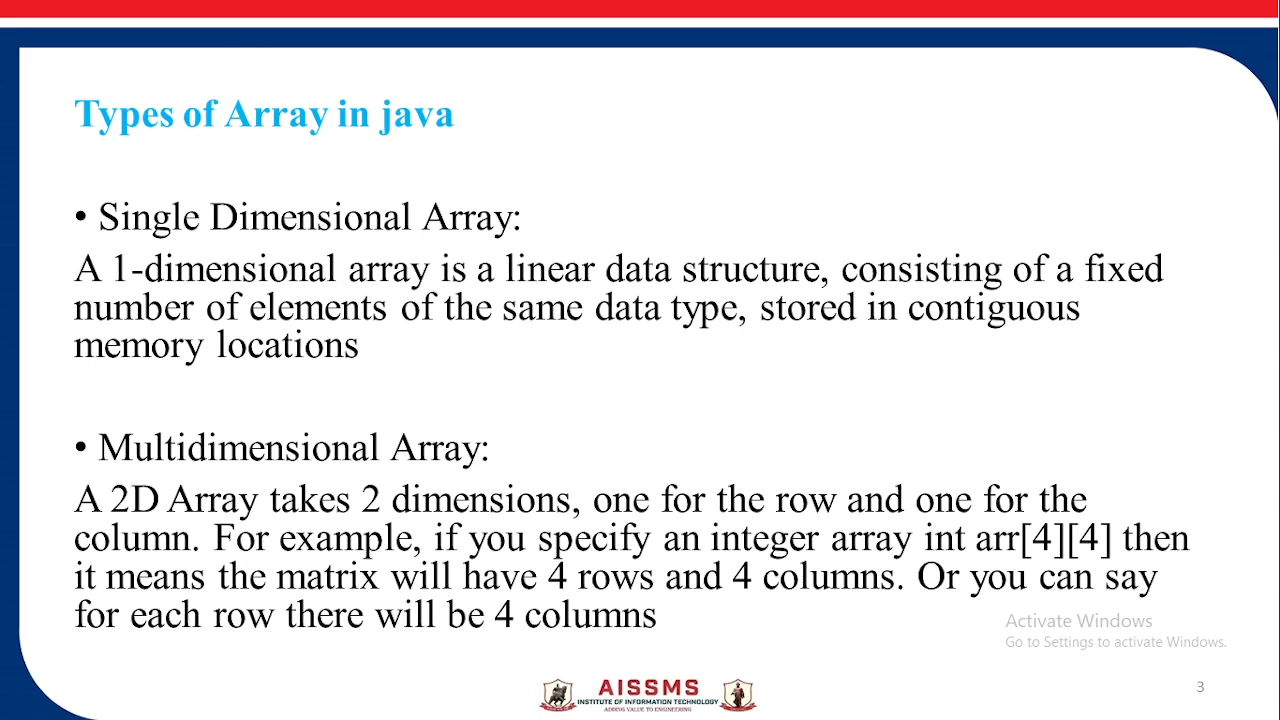 Types of Array in java
• Single Dimensional Array:
A 1-dimensional array is a linear data structure, consisting of a fixed
number of elements of the same data type, stored in contiguous
memory locations
• Multidimensional Array:
A 2D Array takes 2 dimensions, one for the row and one for the
column. For example, if you specify an integer array int arr[4][4] then
it means the matrix will have 4 rows and 4 columns. Or you can say
for each row there will be 4 columns
Activate Windows
Go to Settings to activate Windows.
AISSMS
INSTITUTE OF INFORMATION TECHNOLOGY
ADDING VALUE TO ENGINEERING
3